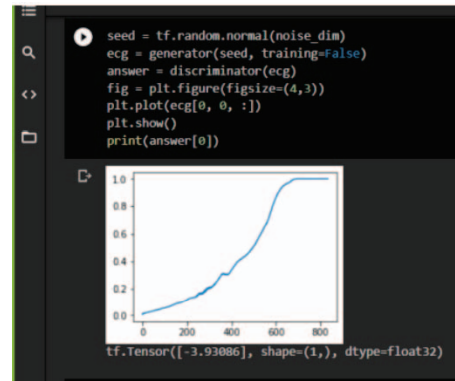 seed = tf.random.normal(noise_dim)
ecg = generator(seed, training=False)
answer = discriminator(ecg)
fig = plt.figure(figsize=(4,3))
plt.plot(ecg[0, 0, :])
plt.show()
print(answer[0])
1.0
0.8
0.6
0.4
0.2
0.0
0 200 400 600 800
tf.Tensor([-3.93086], shape=(1,), dtype=float32)